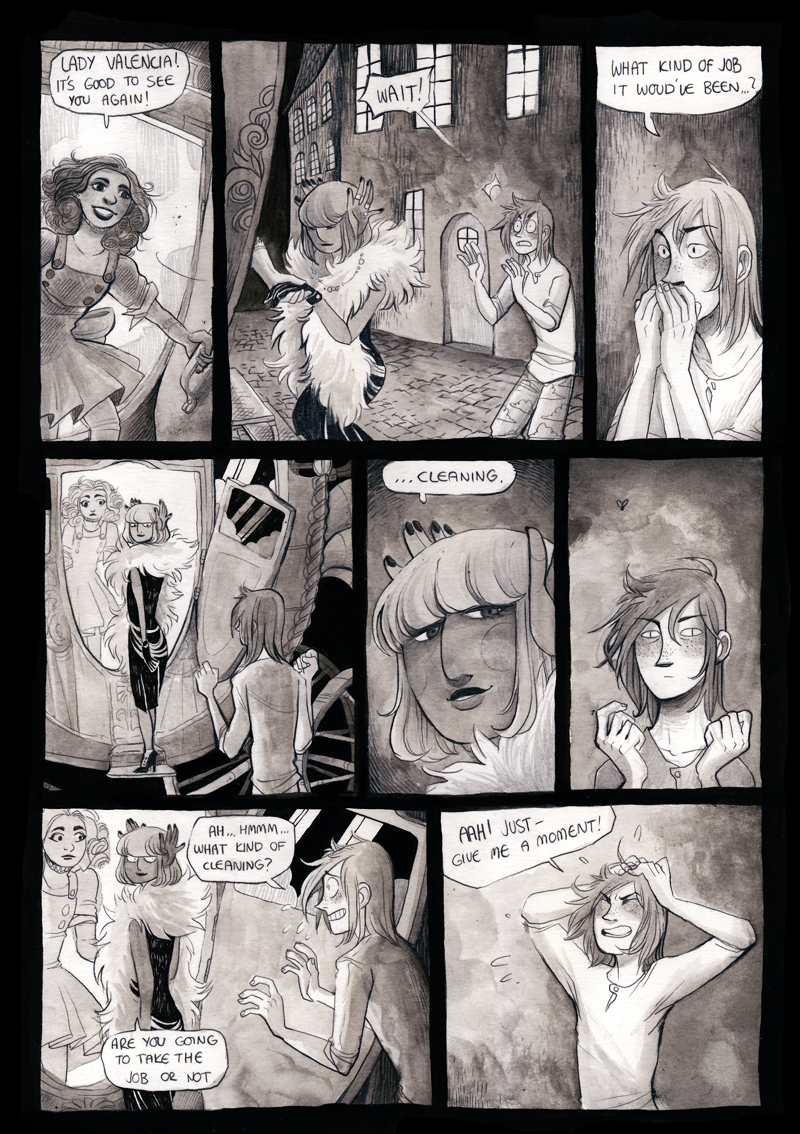 LADY VALENCIA!
IT'S GOOD TO SEE
YOU AGAIN!
WAIT!
WHAT KIND OF JOB
IT WOUD'VE BEEN...?
...CLEANING.
AH... HMMM...
WHAT KIND OF
CLEANING?
ARE YOU GOING
TO TAKE THE
JOB OR NOT.
AAH! JUST-
GIVE ME A MOMENT!